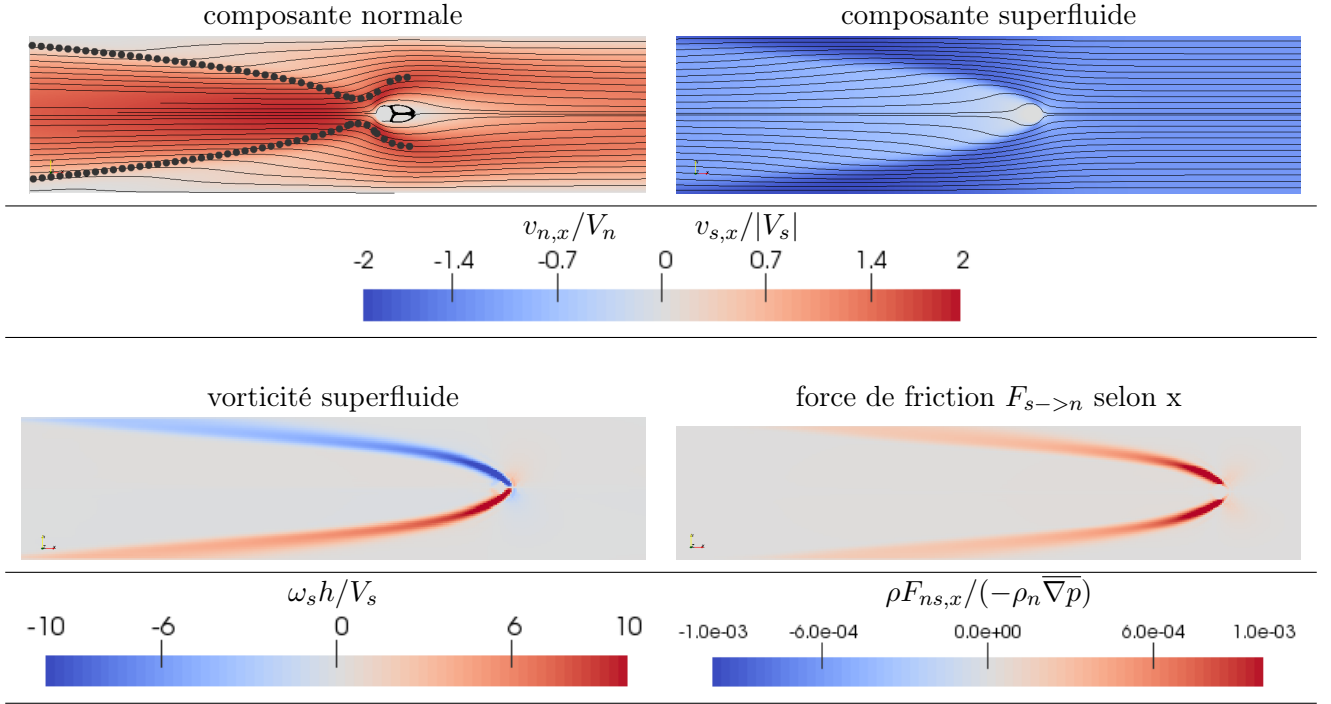 composante normale
composante superfluide
v_{n,x}/V_n
v_{s,x}/|V_s|
-2 -1.4 -0.7 0 0.7 1.4 2
vorticité superfluide
force de friction F_{s->n} selon x
ω_s h/V_s
-10 -6 0 6 10
ρF_{ns,x}/(-ρ_n \overline{∇p})
-1.0e-03 -6.0e-04 0.0e+00 6.0e-04 1.0e-03